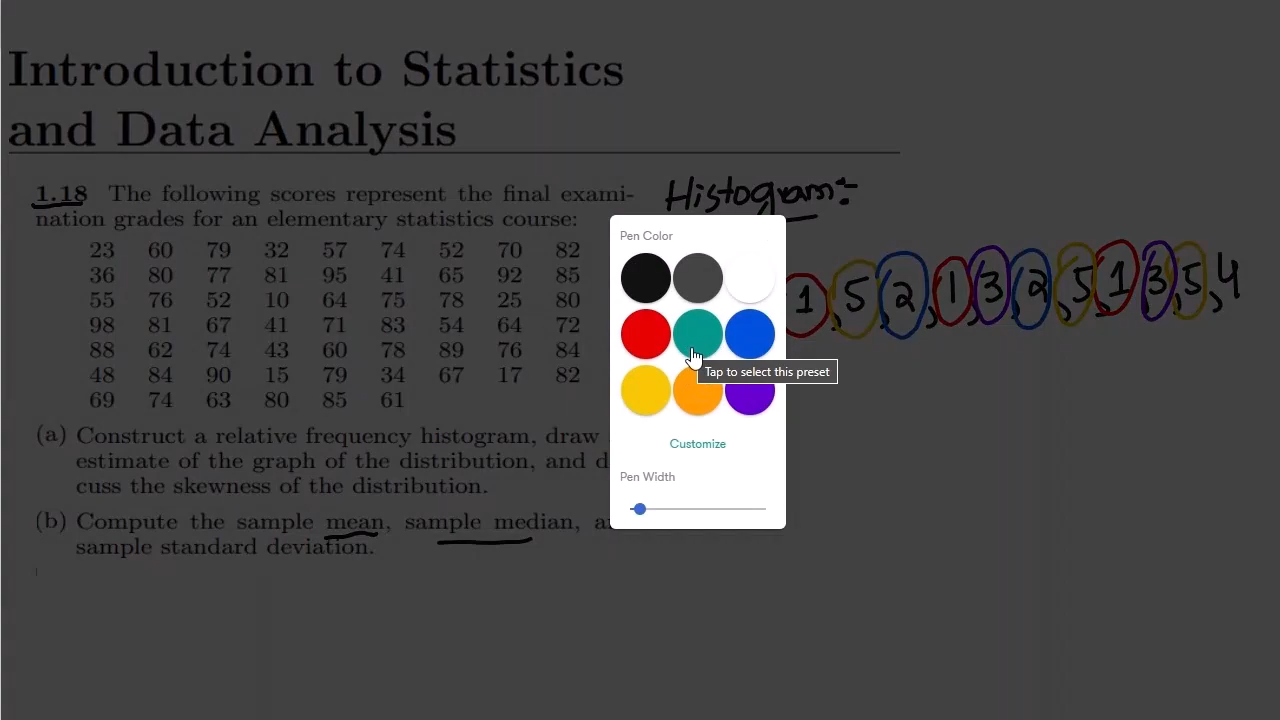 Introduction to Statistics
and Data Analysis
1.18 The following scores represent the final exami-
nation grades for an elementary statistics course:
23 60 79 32 57 74 52 70 82
36 80 77 81 95 41 65 92 85
55 76 52 10 64 75 78 25 80
98 81 67 41 71 83 54 64 72
88 62 74 43 60 78 89 76 84
48 84 90 15 79 34 67 17 82
69 74 63 80 85 61
(a) Construct a relative frequency histogram, draw
estimate of the graph of the distribution, and d
cuss the skewness of the distribution.
(b) Compute the sample mean, sample median, a
sample standard deviation.
Histogram:-
1, 5, 2, 1, 3, 2, 5, 1, 3, 5, 4
Pen Color
Tap to select this preset
Customize
Pen Width